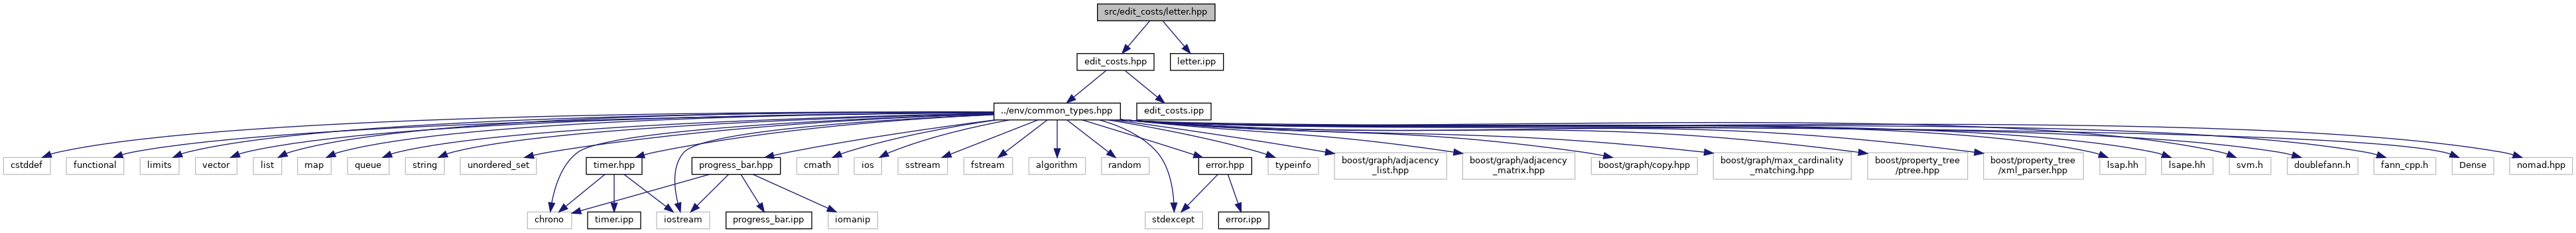 src/edit_costs/letter.hpp
edit_costs.hpp
letter.ipp
../env/common_types.hpp
edit_costs.ipp
cstddef
functional
limits
vector
list
map
queue
string
unordered_set
timer.hpp
progress_bar.hpp
cmath
ios
sstream
fstream
algorithm
random
error.hpp
typeinfo
boost/graph/adjacency
_list.hpp
boost/graph/adjacency
_matrix.hpp
boost/graph/copy.hpp
boost/graph/max_cardinality
_matching.hpp
boost/property_tree
/ptree.hpp
boost/property_tree
/xml_parser.hpp
lsap.hh
lsape.hh
svm.h
doublefann.h
fann_cpp.h
Dense
nomad.hpp
chrono
timer.ipp
iostream
progress_bar.ipp
iomanip
stdexcept
error.ipp